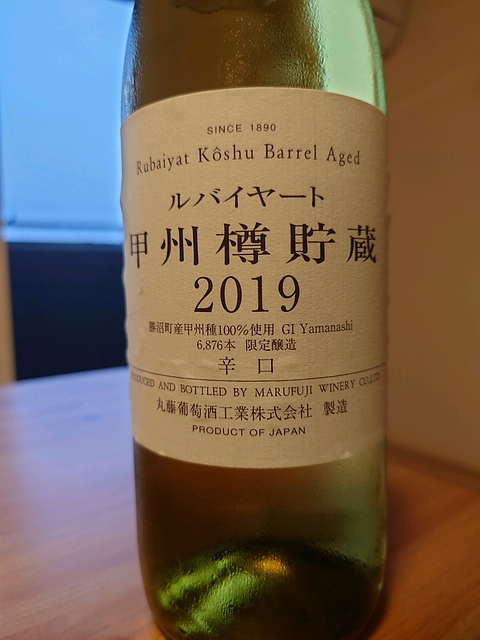 SINCE 1890
Rubaiyat Kôshu Barrel Aged
ルバイヤート
甲州樽貯蔵
2019
勝沼町産甲州種100%使用 GI Yamanashi
6,876本 限定醸造
辛口
PRODUCED AND BOTTLED BY MARUFUJI WINERY CO.,LTD.
丸藤葡萄酒工業株式会社 製造
PRODUCT OF JAPAN